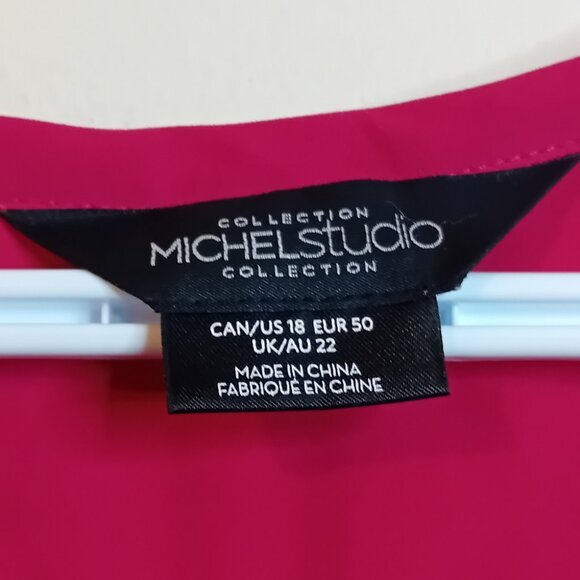 COLLECTION
MICHELStudio
COLLECTION
CAN/US 18 EUR 50
UK/AU 22
MADE IN CHINA
FABRIQUÉ EN CHINE